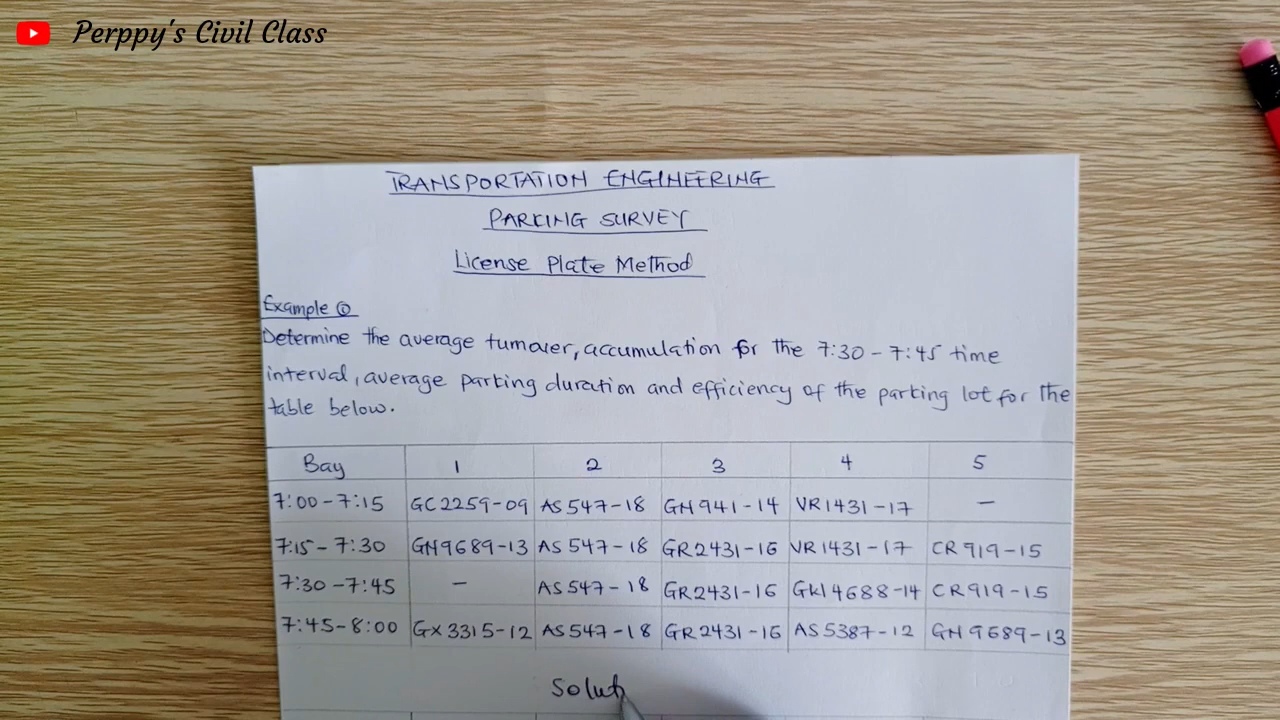 Perppy's Civil Class
TRANSPORTATION ENGINEERING
PARKING SURVEY
License Plate Method
Example ①
Determine the average turnover, accumulation for the 7:30 - 7:45 time
interval, average parking duration and efficiency of the parking lot for the
table below.
Bay 1 2 3 4 5
7:00 - 7:15 GC2259-09 AS547-18 GN941-14 VR1431-17 -
7:15 - 7:30 GN9689-13 AS547-18 GR2431-16 VR1431-17 CR919-15
7:30 - 7:45 - AS547-18 GR2431-16 GK14688-14 CR919-15
7:45 - 8:00 GX3315-12 AS547-18 GR2431-16 AS5387-12 GN9689-13
Solut